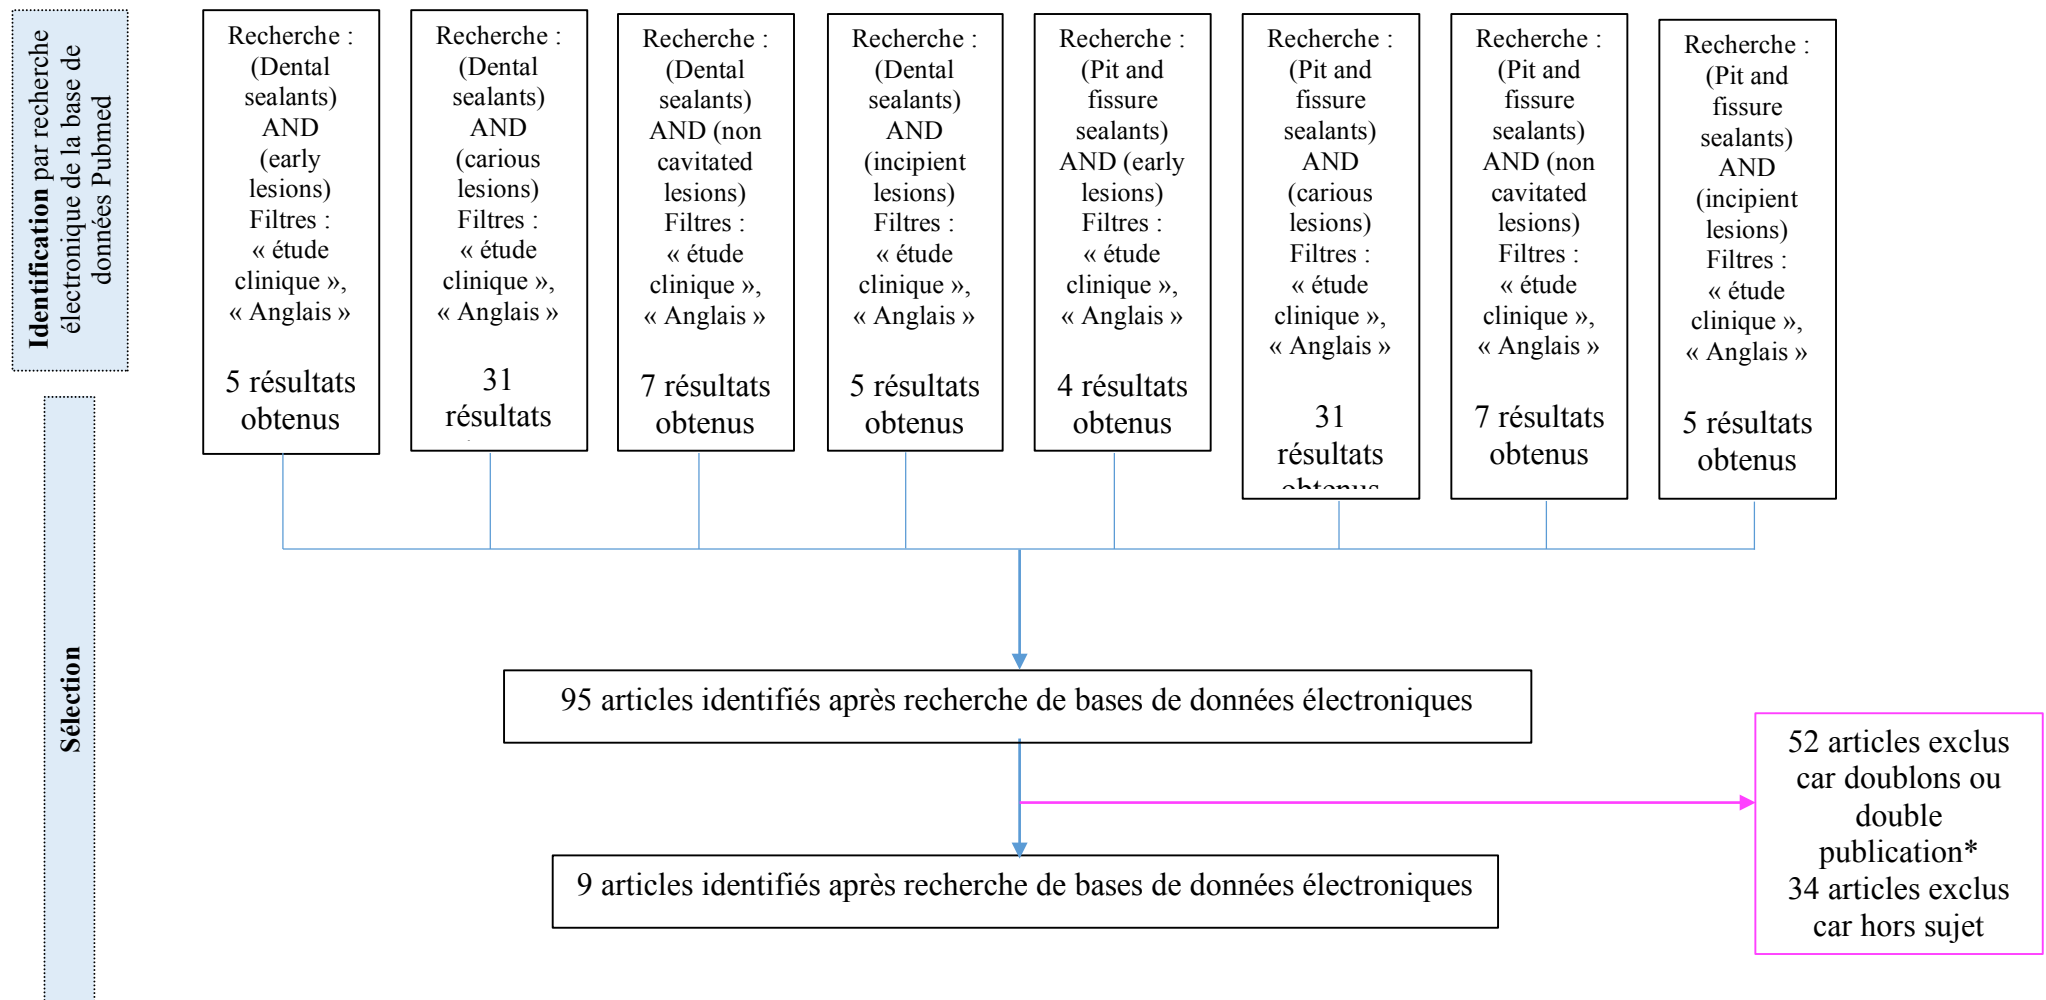 Identification par recherche
électronique de la base de
données Pubmed
Recherche :
(Dental
sealants)
AND
(early
lesions)
Filtres :
« étude
clinique »,
« Anglais »
5 résultats
obtenus
Recherche :
(Dental
sealants)
AND
(carious
lesions)
Filtres :
« étude
clinique »,
« Anglais »
31
résultats
Recherche :
(Dental
sealants)
AND (non
cavitated
lesions)
Filtres :
« étude
clinique »,
« Anglais »
7 résultats
obtenus
Recherche :
(Dental
sealants)
AND
(incipient
lesions)
Filtres :
« étude
clinique »,
« Anglais »
5 résultats
obtenus
Recherche :
(Pit and
fissure
sealants)
AND (early
lesions)
Filtres :
« étude
clinique »,
« Anglais »
4 résultats
obtenus
Recherche :
(Pit and
fissure
sealants)
AND
(carious
lesions)
Filtres :
« étude
clinique »,
« Anglais »
31
résultats
obtenus
Recherche :
(Pit and
fissure
sealants)
AND (non
cavitated
lesions)
Filtres :
« étude
clinique »,
« Anglais »
7 résultats
obtenus
Recherche :
(Pit and
fissure
sealants)
AND
(incipient
lesions)
Filtres :
« étude
clinique »,
« Anglais »
5 résultats
obtenus
Sélection
95 articles identifiés après recherche de bases de données électroniques
52 articles exclus
car doublons ou
double
publication*
34 articles exclus
car hors sujet
9 articles identifiés après recherche de bases de données électroniques